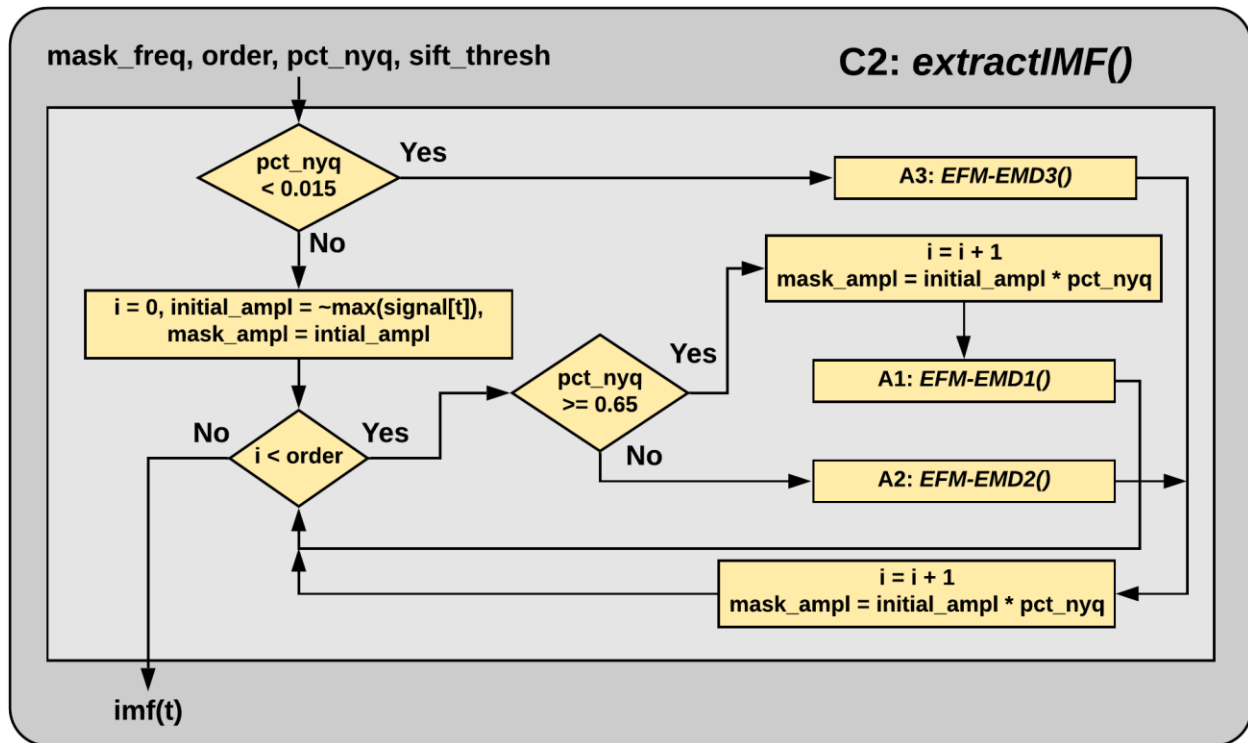 mask_freq, order, pct_nyq, sift_thresh
C2: extractIMF()
pct_nyq
< 0.015
Yes
A3: EFM-EMD3()
No
i = i + 1
mask_ampl = initial_ampl * pct_nyq
i = 0, initial_ampl = ~max(signal[t]),
mask_ampl = intial_ampl
pct_nyq
>= 0.65
Yes
A1: EFM-EMD1()
No
i < order
Yes
No
A2: EFM-EMD2()
i = i + 1
mask_ampl = initial_ampl * pct_nyq
imf(t)